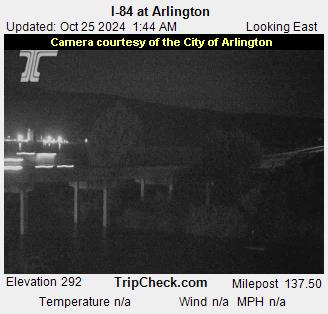 I-84 at Arlington
Updated: Oct 25 2024 1:44 AM Looking East
Camera courtesy of the City of Arlington
Elevation 292 TripCheck.com Milepost 137.50
Temperature n/a Wind n/a MPH n/a